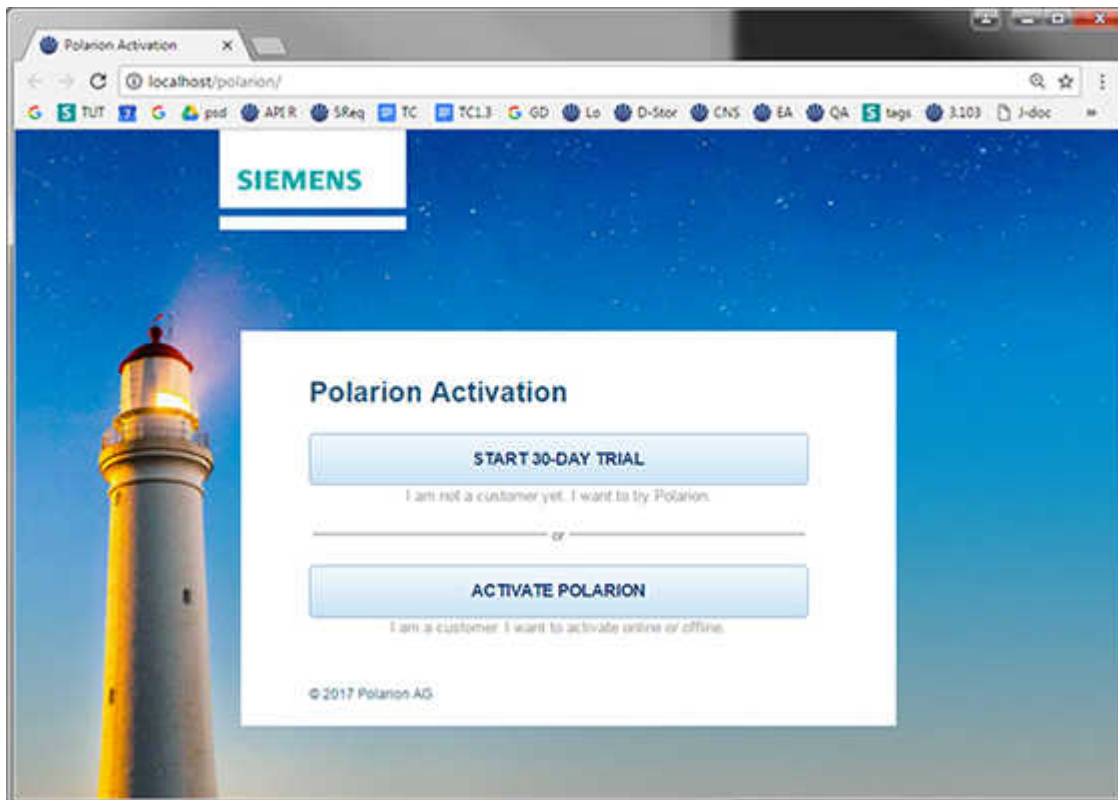 Polarion Activation
localhost/polarion/
TUT
psd
API R
SReq
TC
TC1.3
GD
Lo
D-Stor
CNS
EA
QA
tags
3.103
J-doc
SIEMENS
Polarion Activation
START 30-DAY TRIAL
I am not a customer yet. I want to try Polarion.
or
ACTIVATE POLARION
I am a customer. I want to activate online or offline.
© 2017 Polarion AG